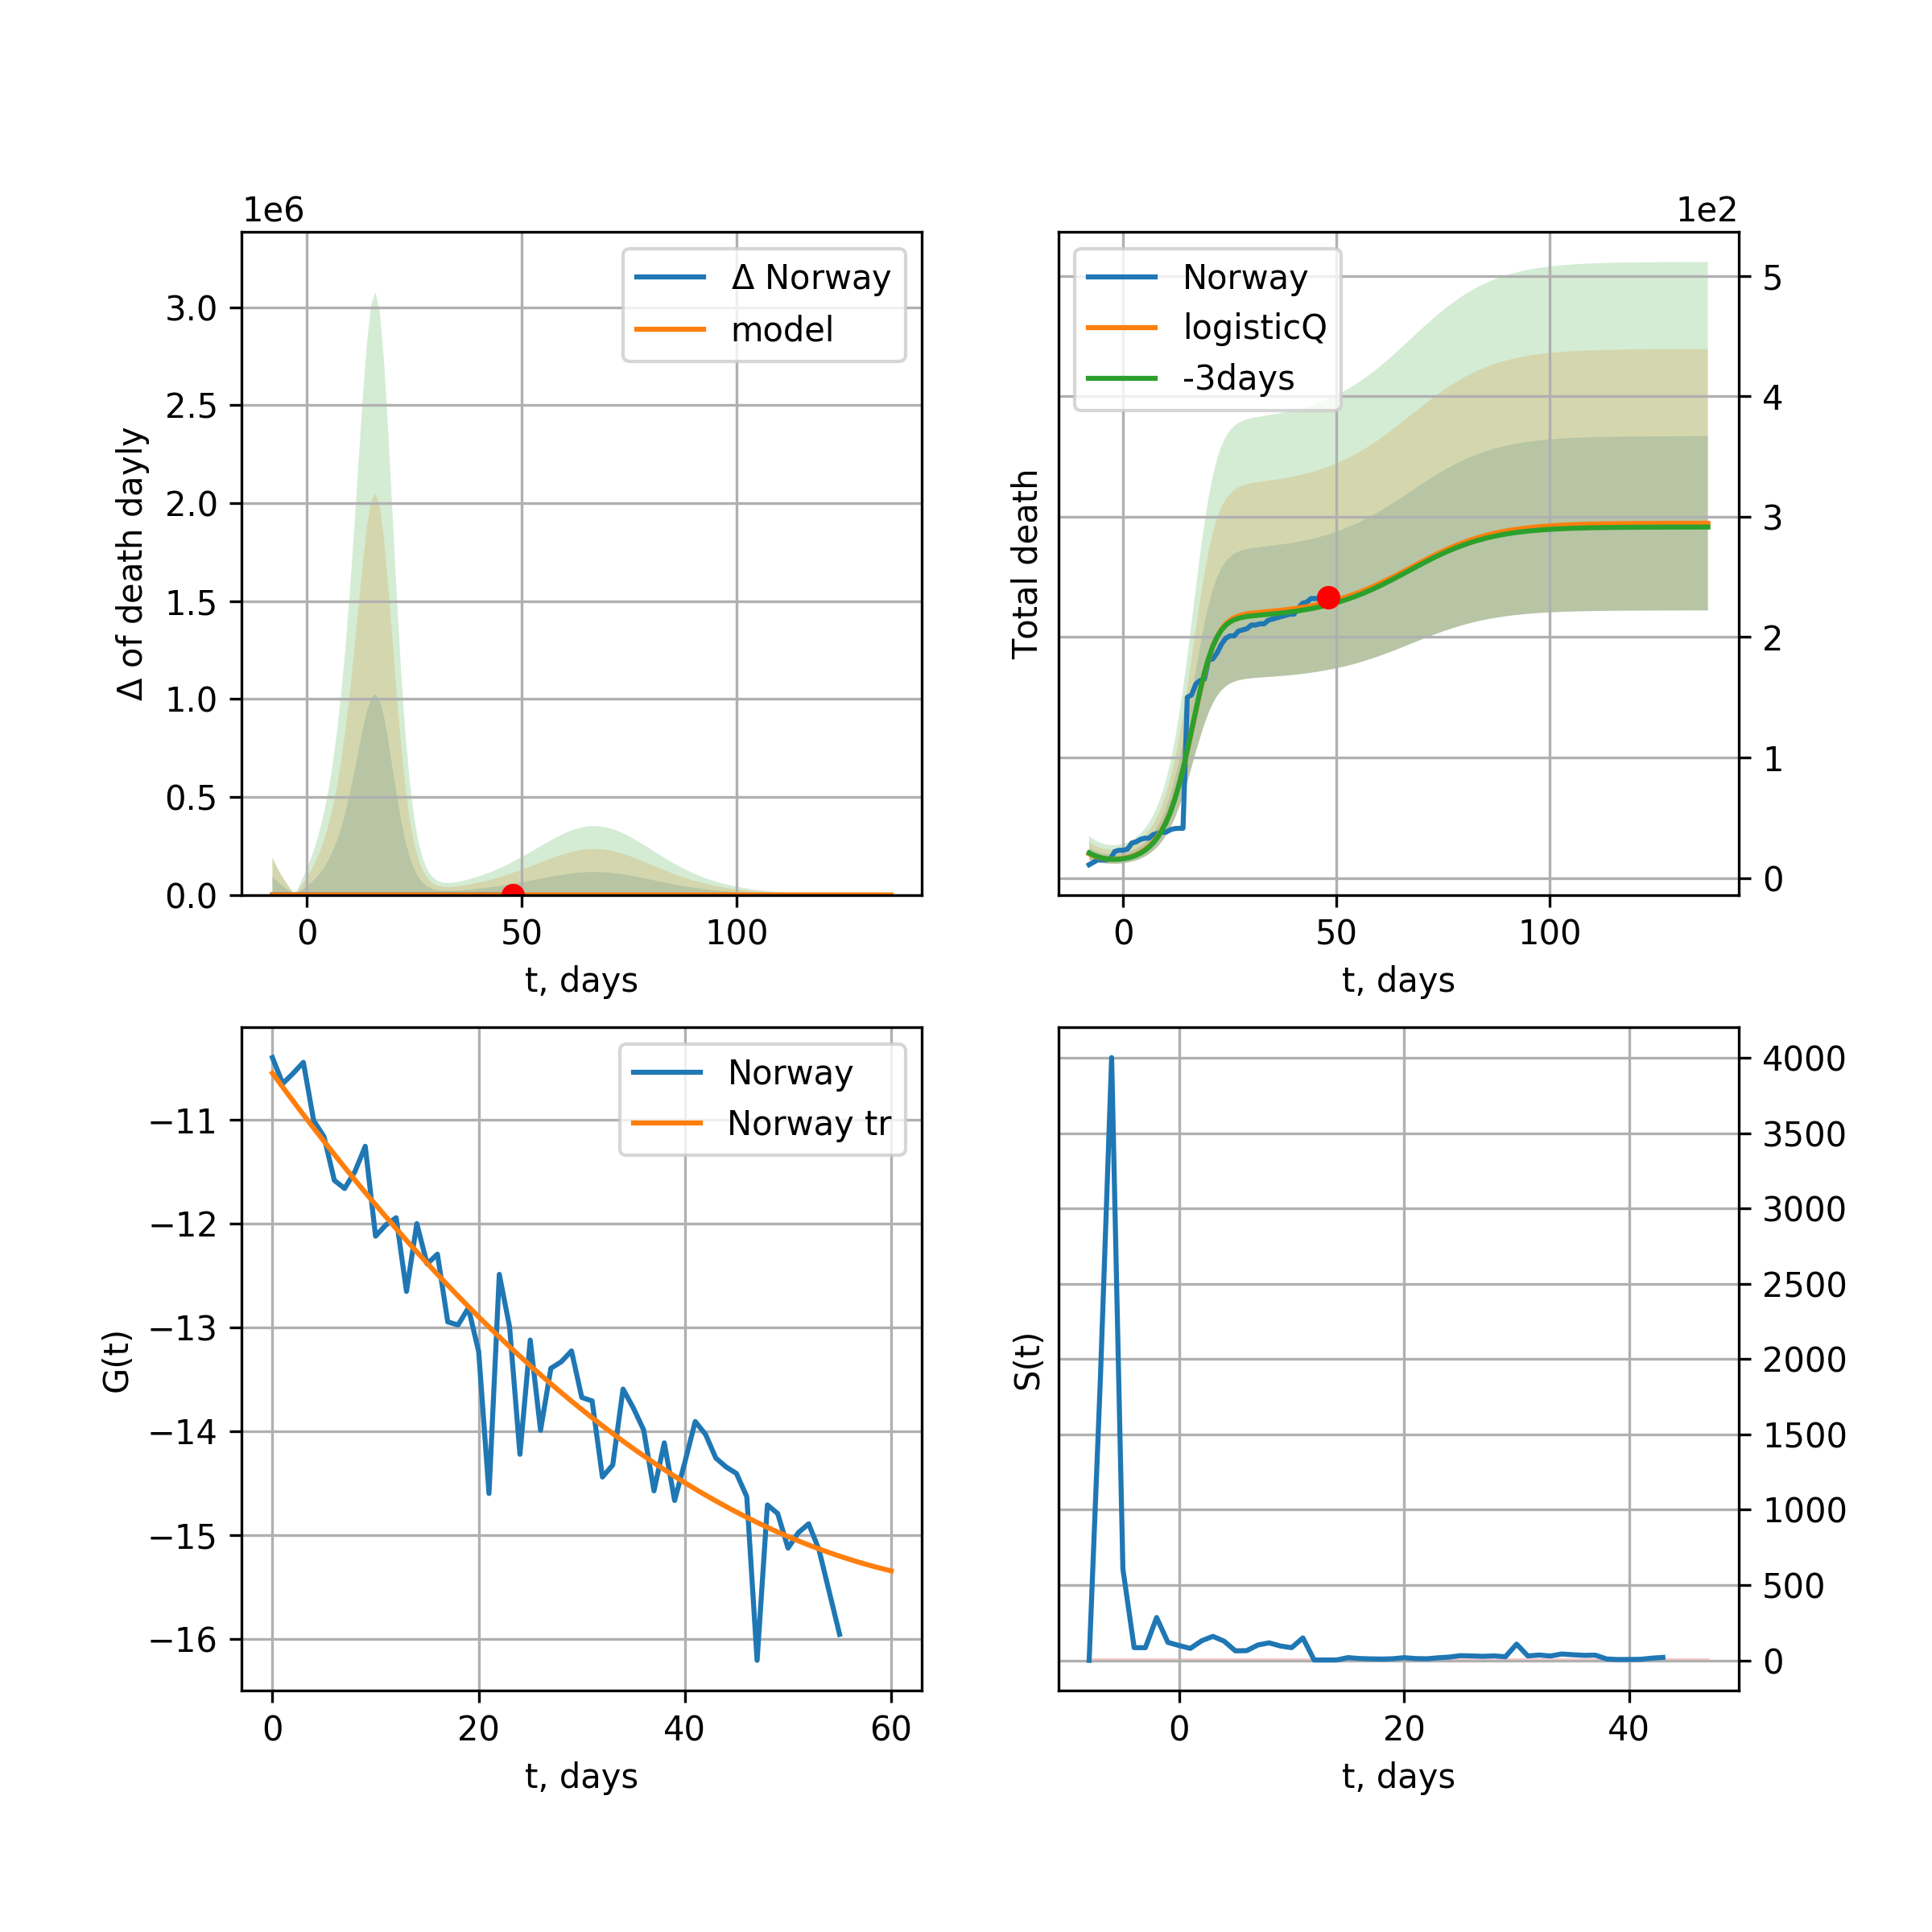 1e6
Δ Norway
model
3.0
2.5
2.0
1.5
1.0
0.5
0.0
Δ of death dayly
0 50 100
t, days
1e2
Norway
logisticQ
-3days
5
4
3
2
1
0
Total death
0 50 100
t, days
Norway
Norway tr
−11
−12
−13
−14
−15
−16
G(t)
0 20 40 60
t, days
4000
3500
3000
2500
2000
1500
1000
500
0
S(t)
0 20 40
t, days